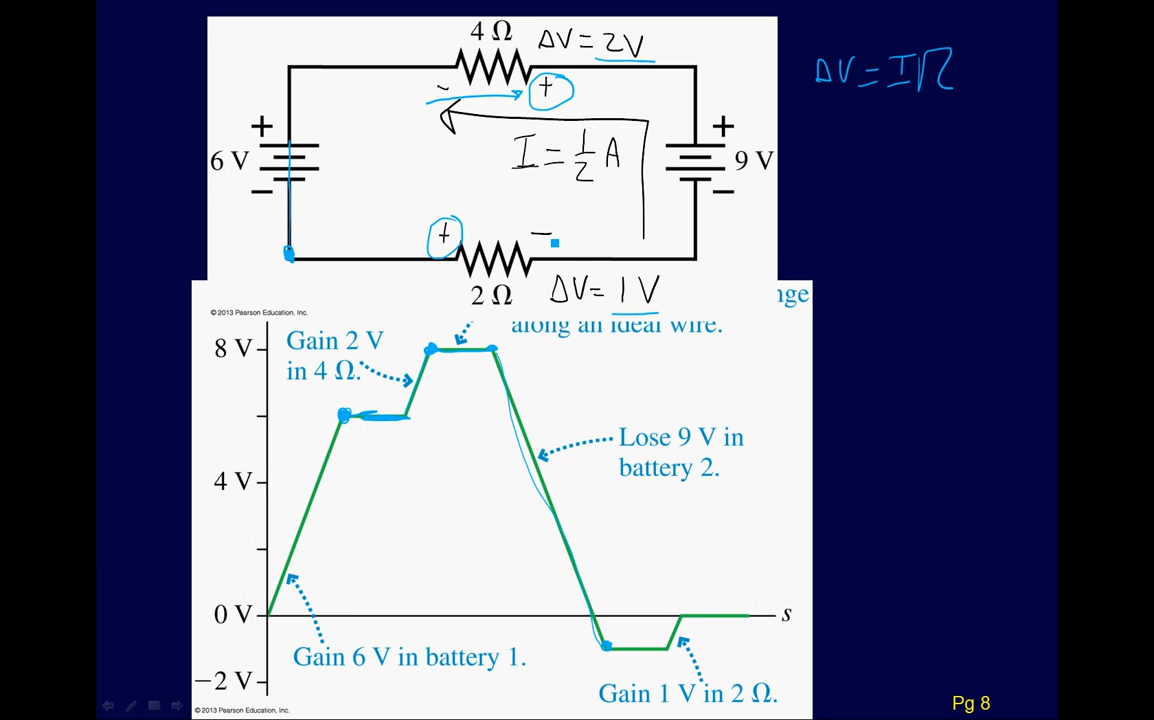 4 Ω ΔV = 2V
ΔV = IR
- +
+ +
I = 1/2 A
6 V 9 V
− −
+ −
2 Ω ΔV = 1V
nge
© 2013 Pearson Education, Inc.
along an ideal wire.
8 V
Gain 2 V
in 4 Ω.
Lose 9 V in
battery 2.
4 V
0 V
s
Gain 6 V in battery 1.
−2 V
Gain 1 V in 2 Ω.
© 2013 Pearson Education, Inc.
Pg 8